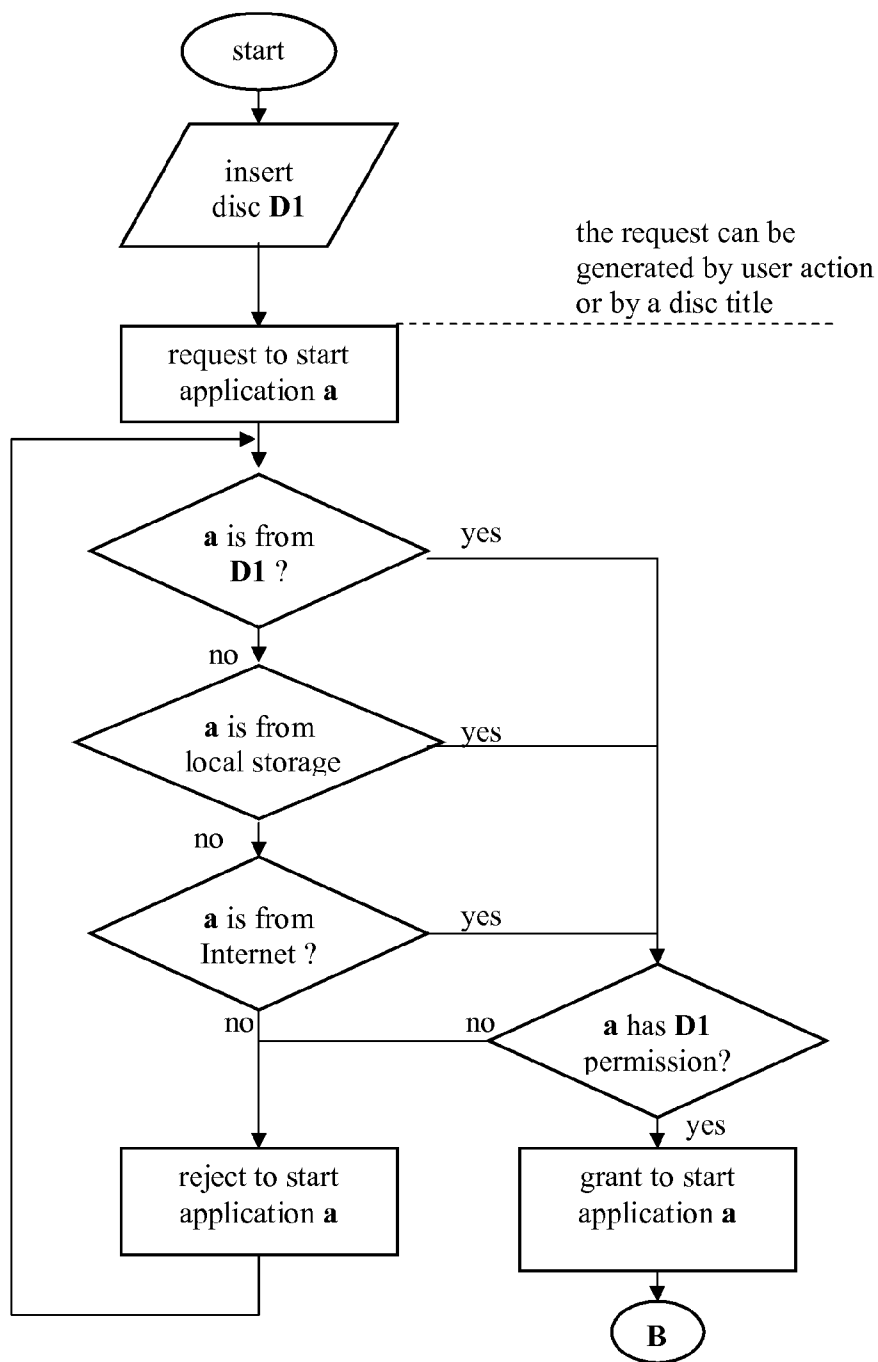 start
insert
disc D1
the request can be
generated by user action
or by a disc title
request to start
application a
a is from
D1 ?
yes
no
a is from
local storage
yes
no
a is from
Internet ?
yes
no
no
a has D1
permission?
yes
reject to start
application a
grant to start
application a
B